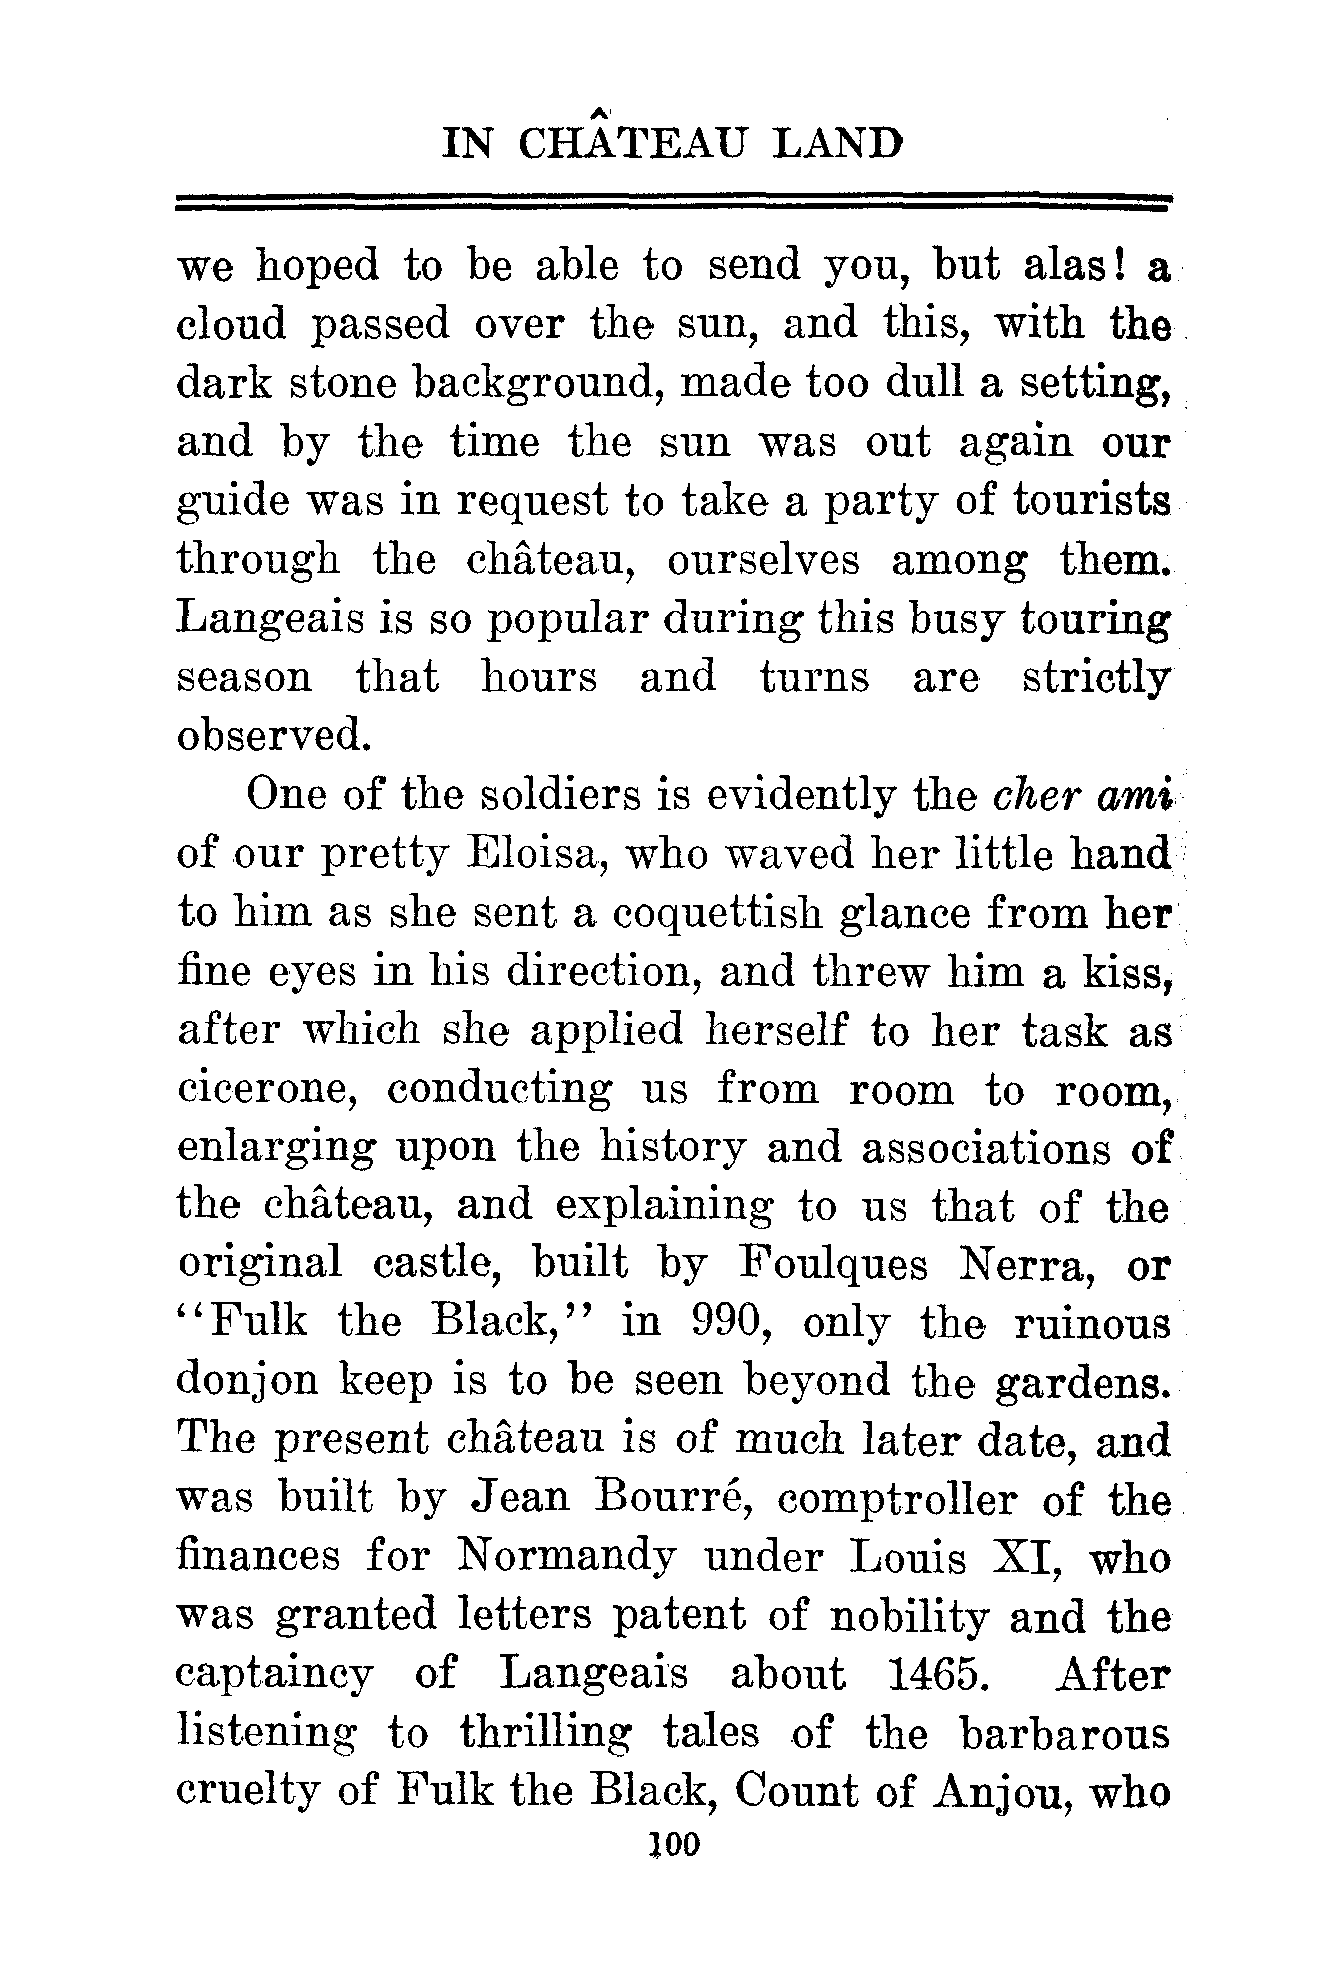 IN CHÂTEAU LAND
we hoped to be able to send you, but alas! a
cloud passed over the sun, and this, with the
dark stone background, made too dull a setting,
and by the time the sun was out again our
guide was in request to take a party of tourists
through the château, ourselves among them.
Langeais is so popular during this busy touring
season that hours and turns are strictly
observed.
One of the soldiers is evidently the cher ami
of our pretty Eloisa, who waved her little hand
to him as she sent a coquettish glance from her
fine eyes in his direction, and threw him a kiss,
after which she applied herself to her task as
cicerone, conducting us from room to room,
enlarging upon the history and associations of
the château, and explaining to us that of the
original castle, built by Foulques Nerra, or
“Fulk the Black,” in 990, only the ruinous
donjon keep is to be seen beyond the gardens.
The present château is of much later date, and
was built by Jean Bourré, comptroller of the
finances for Normandy under Louis XI, who
was granted letters patent of nobility and the
captaincy of Langeais about 1465. After
listening to thrilling tales of the barbarous
cruelty of Fulk the Black, Count of Anjou, who
100